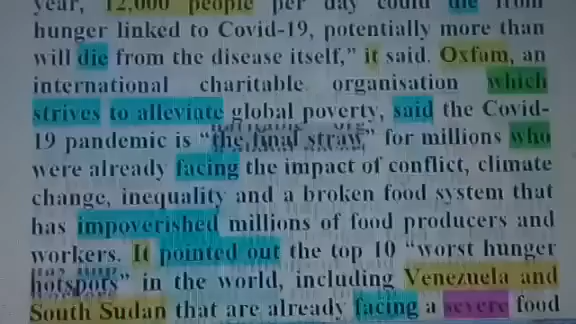 year, 12,000 people per day could die from
hunger linked to Covid-19, potentially more than
will die from the disease itself,” it said. Oxfam, an
international charitable organisation which
strives to alleviate global poverty, said the Covid-
19 pandemic is “the final straw” for millions who
were already facing the impact of conflict, climate
change, inequality and a broken food system that
has impoverished millions of food producers and
workers. It pointed out the top 10 “worst hunger
hotspots” in the world, including Venezuela and
South Sudan that are already facing a severe food